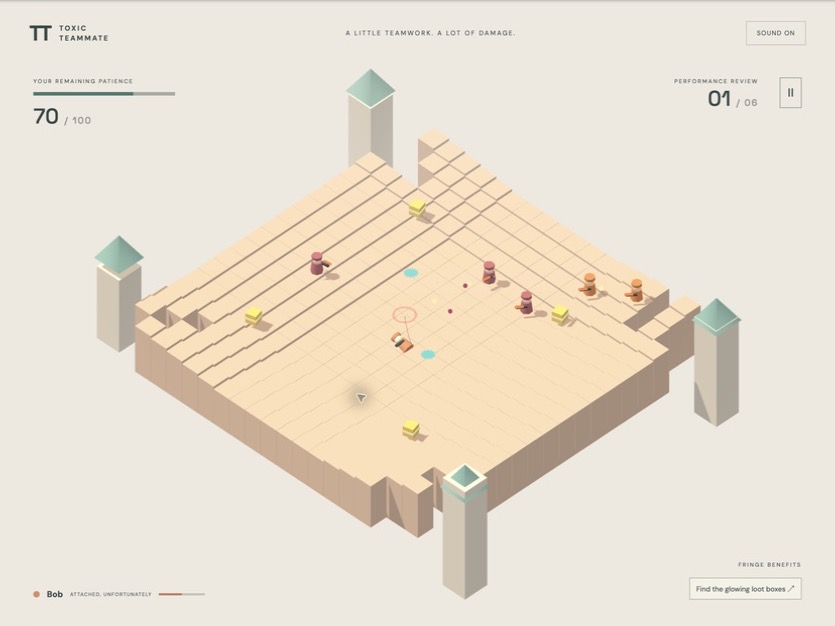 TT TOXIC
TEAMMATE
A LITTLE TEAMWORK. A LOT OF DAMAGE.
SOUND ON
YOUR REMAINING PATIENCE
70 / 100
PERFORMANCE REVIEW
01 / 06
Bob ATTACHED, UNFORTUNATELY
FRINGE BENEFITS
Find the glowing loot boxes ↗